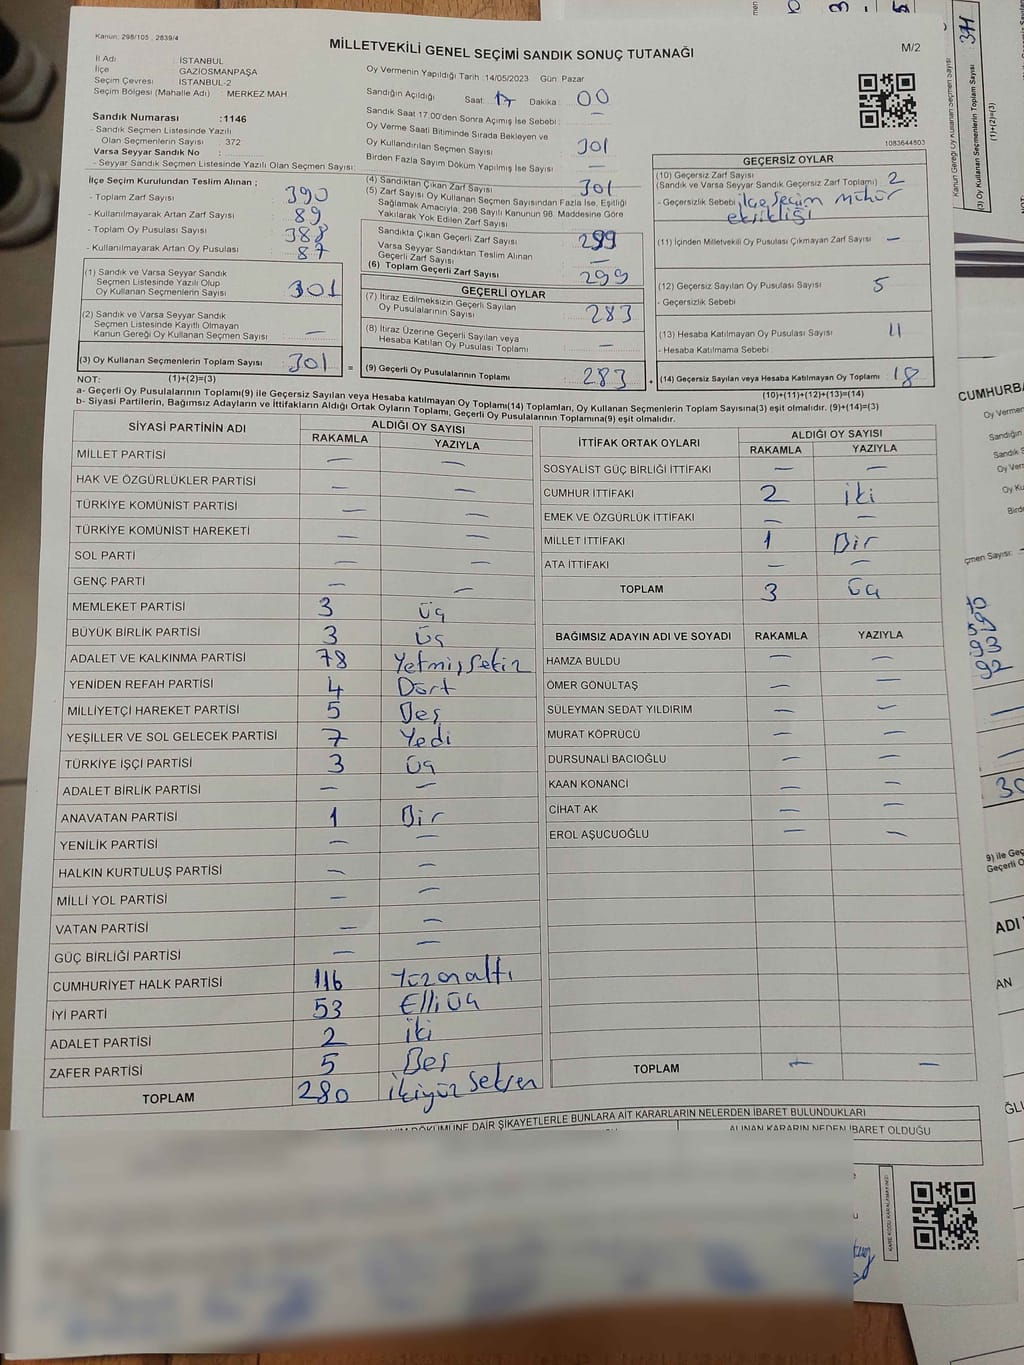 Kanun; 298/105 , 2839/4
MİLLETVEKİLİ GENEL SEÇİMİ SANDIK SONUÇ TUTANAĞI
M/2
İl Adı : İSTANBUL
İlçe : GAZİOSMANPAŞA
Seçim Çevresi : İSTANBUL-2
Seçim Bölgesi (Mahalle Adı) : MERKEZ MAH.
Sandık Numarası :1146
- Sandık Seçmen Listesinde Yazılı
Olan Seçmenlerin Sayısı : 372
Varsa Seyyar Sandık No :
- Seyyar Sandık Seçmen Listesinde Yazılı Olan Seçmen Sayısı:
Oy Vermenin Yapıldığı Tarih :14/05/2023 Gün: Pazar
Sandığın Açıldığı Saat: 17 Dakika : 00
Sandık Saat 17.00'den Sonra Açımış İse Sebebi : —
Oy Verme Saati Bitiminde Sırada Bekleyen ve
Oy Kullandırılan Seçmen Sayısı : 301
Birden Fazla Sayım Döküm Yapılmış İse Sayısı : —
1083644503
İlçe Seçim Kurulundan Teslim Alınan ;
- Toplam Zarf Sayısı : 390
- Kullanılmayarak Artan Zarf Sayısı : 89
- Toplam Oy Pusulası Sayısı : 388
- Kullanılmayarak Artan Oy Pusulası : 87
(1) Sandık ve Varsa Seyyar Sandık
Seçmen Listesinde Yazılı Olup
Oy Kullanan Seçmenlerin Sayısı : 301
(2) Sandık ve Varsa Seyyar Sandık
Seçmen Listesinde Kayıtlı Olmayan
Kanun Gereği Oy Kullanan Seçmen Sayısı : —
(3) Oy Kullanan Seçmenlerin Toplam Sayısı : 301
(1)+(2)=(3)
(4) Sandıktan Çıkan Zarf Sayısı : 301
(5) Zarf Sayısı Oy Kullanan Seçmen Sayısından Fazla İse, Eşitliği
Sağlamak Amacıyla, 298 Sayılı Kanunun 98. Maddesine Göre
Yakılarak Yok Edilen Zarf Sayısı :
Sandıkta Çıkan Geçerli Zarf Sayısı : 299
Varsa Seyyar Sandıktan Teslim Alınan
Geçerli Zarf Sayısı : —
(6) Toplam Geçerli Zarf Sayısı : 299
GEÇERLİ OYLAR
(7) İtiraz Edilmeksizin Geçerli Sayılan
Oy Pusulalarının Sayısı : 283
(8) İtiraz Üzerine Geçerli Sayılan veya
Hesaba Katılan Oy Pusulası Toplamı : —
= (9) Geçerli Oy Pusulalarının Toplamı : 283
GEÇERSİZ OYLAR
(10) Geçersiz Zarf Sayısı
(Sandık ve Varsa Seyyar Sandık Geçersiz Zarf Toplamı) : 2
- Geçersizlik Sebebi : ilçe seçim mühür
eksikliği
(11) İçinden Milletvekili Oy Pusulası Çıkmayan Zarf Sayısı : —
(12) Geçersiz Sayılan Oy Pusulası Sayısı : 5
- Geçersizlik Sebebi :
(13) Hesaba Katılmayan Oy Pusulası Sayısı : 11
- Hesaba Katılmama Sebebi :
+ (14) Geçersiz Sayılan veya Hesaba Katılmayan Oy Toplamı : 18
(10)+(11)+(12)+(13)=(14)
NOT:
a- Geçerli Oy Pusulalarının Toplamı(9) ile Geçersiz Sayılan veya Hesaba Katılmayan Oy Toplamı(14) Toplamları, Oy Kullanan Seçmenlerin Toplam Sayısına(3) eşit olmalıdır. (9)+(14)=(3)
b- Siyasi Partilerin, Bağımsız Adayların ve İttifakların Aldığı Ortak Oyların Toplamı, Geçerli Oy Pusulalarının Toplamına(9) eşit olmalıdır.
SİYASİ PARTİNİN ADI ALDIĞI OY SAYISI
RAKAMLA YAZIYLA
MİLLET PARTİSİ — —
HAK VE ÖZGÜRLÜKLER PARTİSİ — —
TÜRKİYE KOMÜNİST PARTİSİ — —
TÜRKİYE KOMÜNİST HAREKETİ — —
SOL PARTİ — —
GENÇ PARTİ — —
MEMLEKET PARTİSİ 3 Üç
BÜYÜK BİRLİK PARTİSİ 3 Üç
ADALET VE KALKINMA PARTİSİ 78 Yetmişsekiz
YENİDEN REFAH PARTİSİ 4 Dört
MİLLİYETÇİ HAREKET PARTİSİ 5 Beş
YEŞİLLER VE SOL GELECEK PARTİSİ 7 Yedi
TÜRKİYE İŞÇİ PARTİSİ 3 Üç
ADALET BİRLİK PARTİSİ — —
ANAVATAN PARTİSİ 1 Bir
YENİLİK PARTİSİ — —
HALKIN KURTULUŞ PARTİSİ — —
MİLLİ YOL PARTİSİ — —
VATAN PARTİSİ — —
GÜÇ BİRLİĞİ PARTİSİ — —
CUMHURİYET HALK PARTİSİ 116 Yüzonaltı
İYİ PARTİ 53 Elliüç
ADALET PARTİSİ 2 İki
ZAFER PARTİSİ 5 Beş
TOPLAM 280 İkiyüz Seksen
İTTİFAK ORTAK OYLARI ALDIĞI OY SAYISI
RAKAMLA YAZIYLA
SOSYALİST GÜÇ BİRLİĞİ İTTİFAKI — —
CUMHUR İTTİFAKI 2 İki
EMEK VE ÖZGÜRLÜK İTTİFAKI — —
MİLLET İTTİFAKI 1 Bir
ATA İTTİFAKI — —
TOPLAM 3 Üç
BAĞIMSIZ ADAYIN ADI VE SOYADI RAKAMLA YAZIYLA
HAMZA BULDU — —
ÖMER GÖNÜLTAŞ — —
SÜLEYMAN SEDAT YILDIRIM — —
MURAT KÖPRÜCÜ — —
DURSUNALİ BACIOĞLU — —
KAAN KONANCI — —
CİHAT AK — —
EROL AŞUCUOĞLU — —
TOPLAM — —
DÖKÜMÜNE DAİR ŞİKAYETLERLE BUNLARA AİT KARARLARIN NELERDEN İBARET BULUNDUKLARI
ALINAN KARARIN NEDEN İBARET OLDUĞU
KARE KODU KARALAMAYINIZ!
Kanun Gereği Oy Kullanan Seçmen Sayısı
(3) Oy Kullanan Seçmenlerin Toplam Sayısı
(1)+(2)=(3)
371
CUMHURBA
Oy Vermen
Sandığın
Sandık S
Oy Ver
Oy Ku
Bird
çmen Sayısı:
93
92
30
9) ile Geç
Geçerli O
ADI
AN
ĞLU